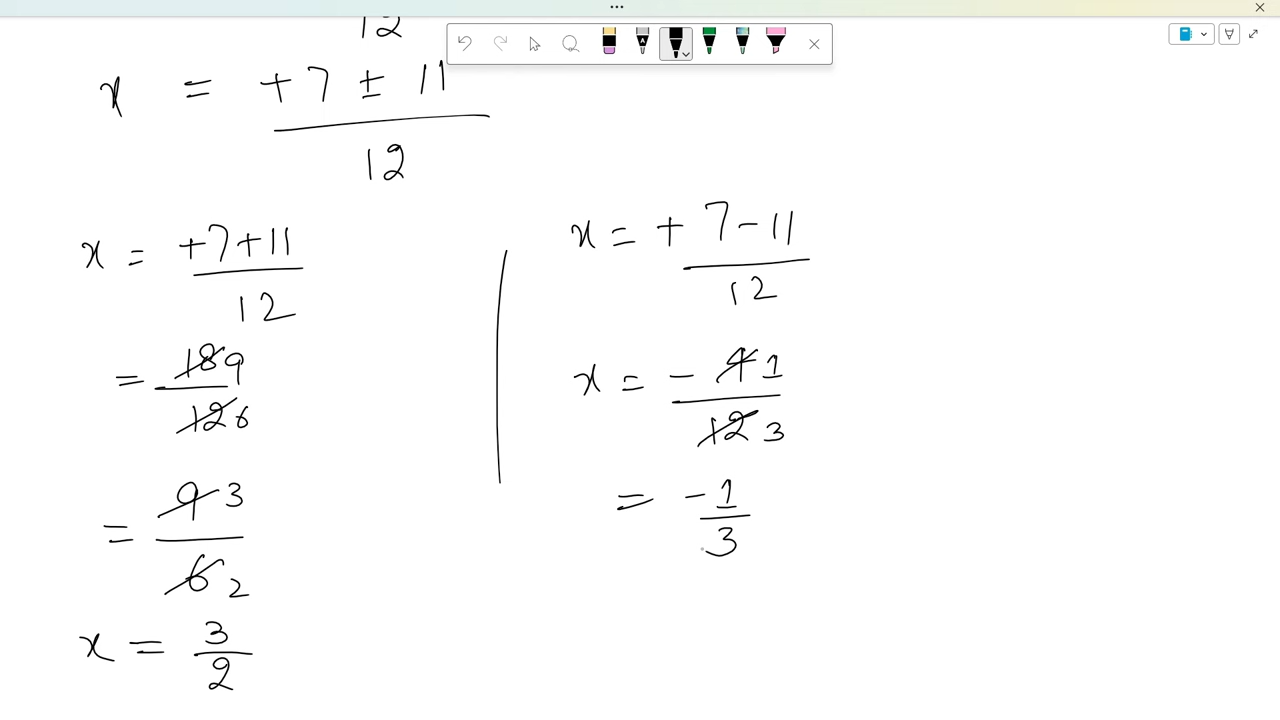 12
x = +7 ± 11
12
x = +7+11
12
= 18 9
12 6
= 9 3
6 2
x = 3
2
x = + 7 - 11
12
x = - 4 1
12 3
= -1
3